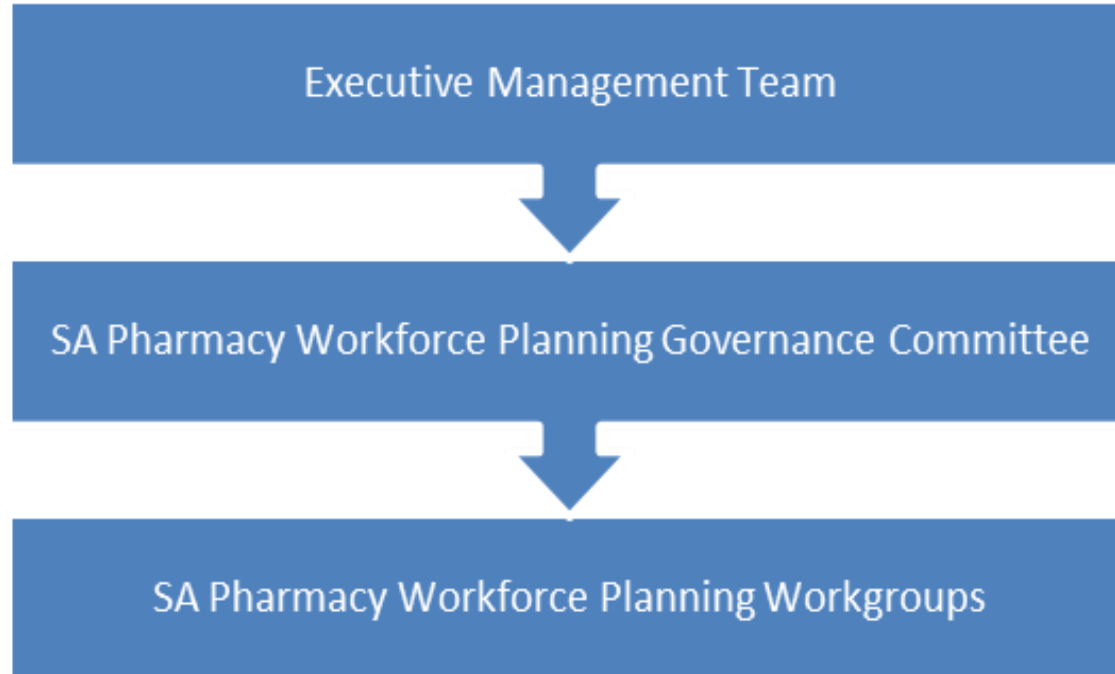 Executive Management Team
SA Pharmacy Workforce Planning Governance Committee
SA Pharmacy Workforce Planning Workgroups